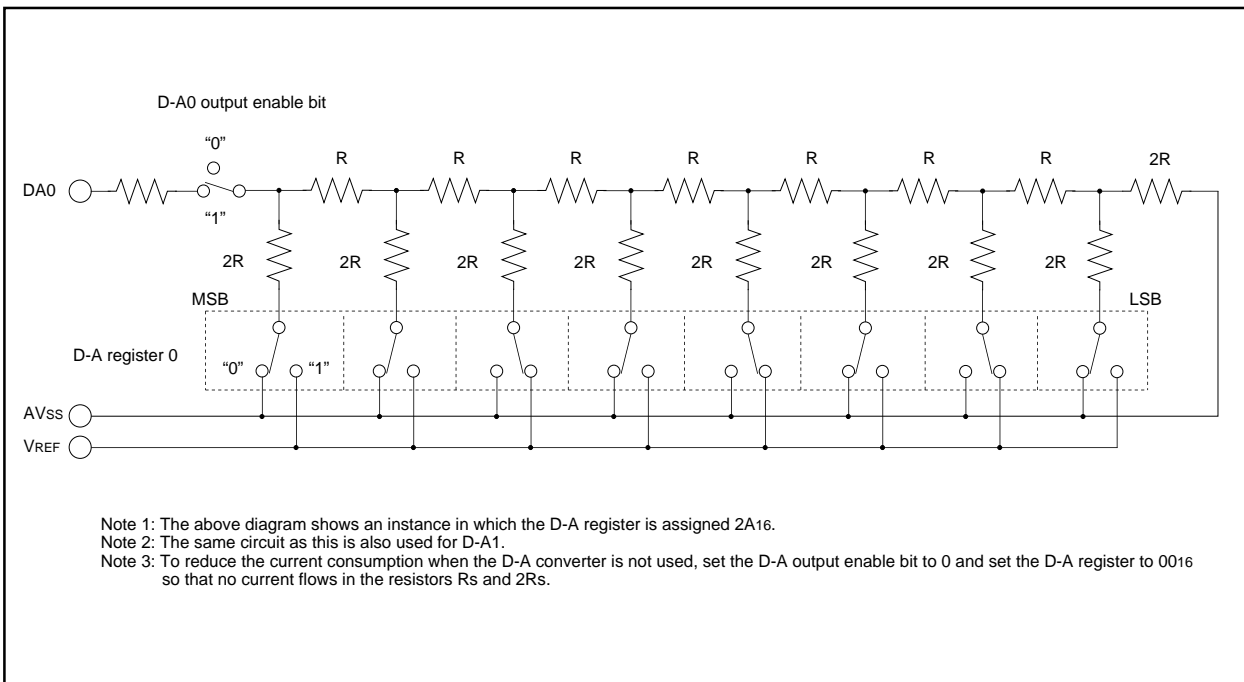 D-A0 output enable bit
“0”
R R R R R R R 2R
DA0
“1”
2R 2R 2R 2R 2R 2R 2R 2R
MSB LSB
D-A register 0
“0” “1”
AVSS
VREF
Note 1: The above diagram shows an instance in which the D-A register is assigned 2A16.
Note 2: The same circuit as this is also used for D-A1.
Note 3: To reduce the current consumption when the D-A converter is not used, set the D-A output enable bit to 0 and set the D-A register to 0016
so that no current flows in the resistors Rs and 2Rs.